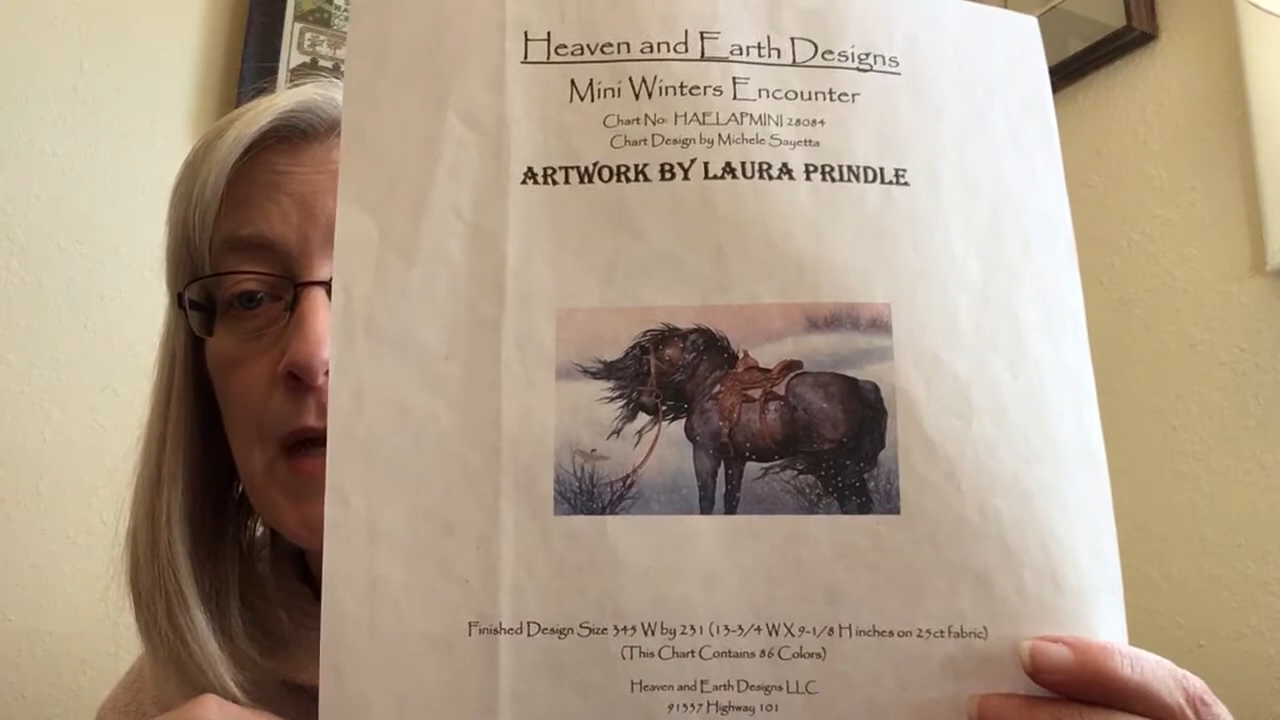 Heaven and Earth Designs
Mini Winters Encounter
Chart No: HAELAPMINI 28084
Chart Design by Michele Sayetta
ARTWORK BY LAURA PRINDLE
Finished Design Size 345 W by 231 (13-3/4 W X 9-1/8 H inches on 25ct fabric)
(This Chart Contains 86 Colors)
Heaven and Earth Designs LLC
91337 Highway 101